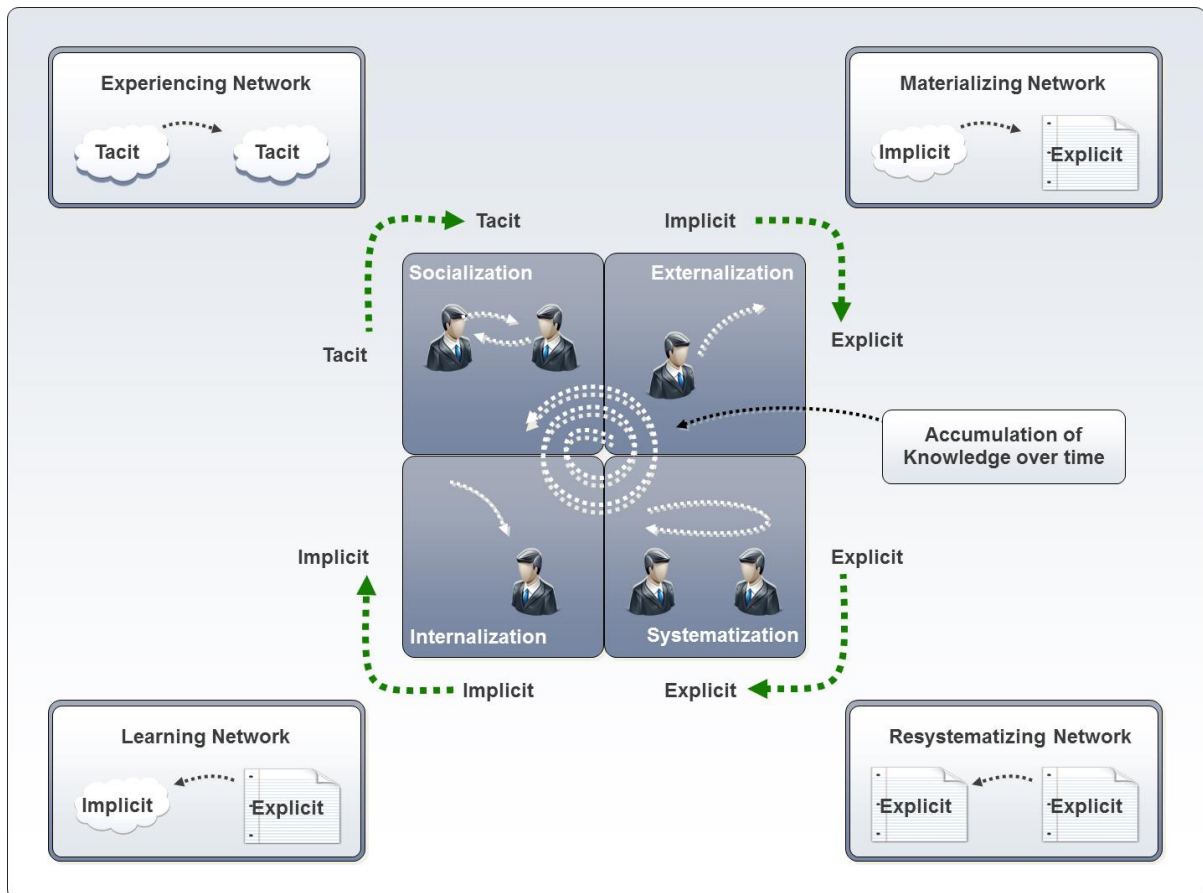 Experiencing Network
Tacit
Tacit
Materializing Network
Implicit
Explicit
Tacit
Implicit
Tacit
Explicit
Socialization
Externalization
Accumulation of
Knowledge over time
Implicit
Explicit
Internalization
Systematization
Implicit
Explicit
Learning Network
Implicit
Explicit
Resystematizing Network
Explicit
Explicit